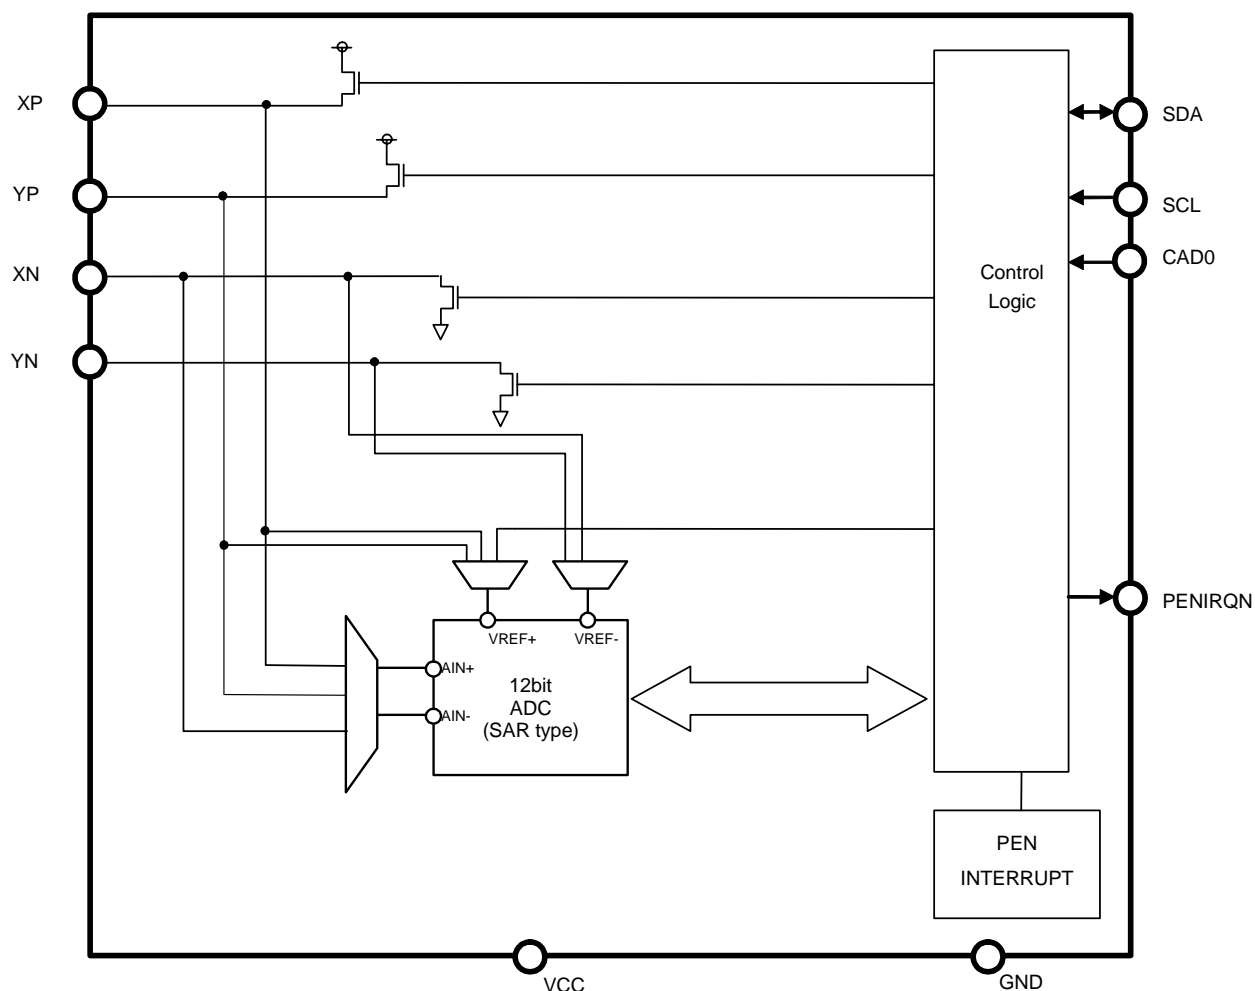 XP
YP
XN
YN
SDA
SCL
CAD0
Control
Logic
PENIRQN
VREF+
VREF-
AIN+
AIN-
12bit
ADC
(SAR type)
PEN
INTERRUPT
VCC
GND